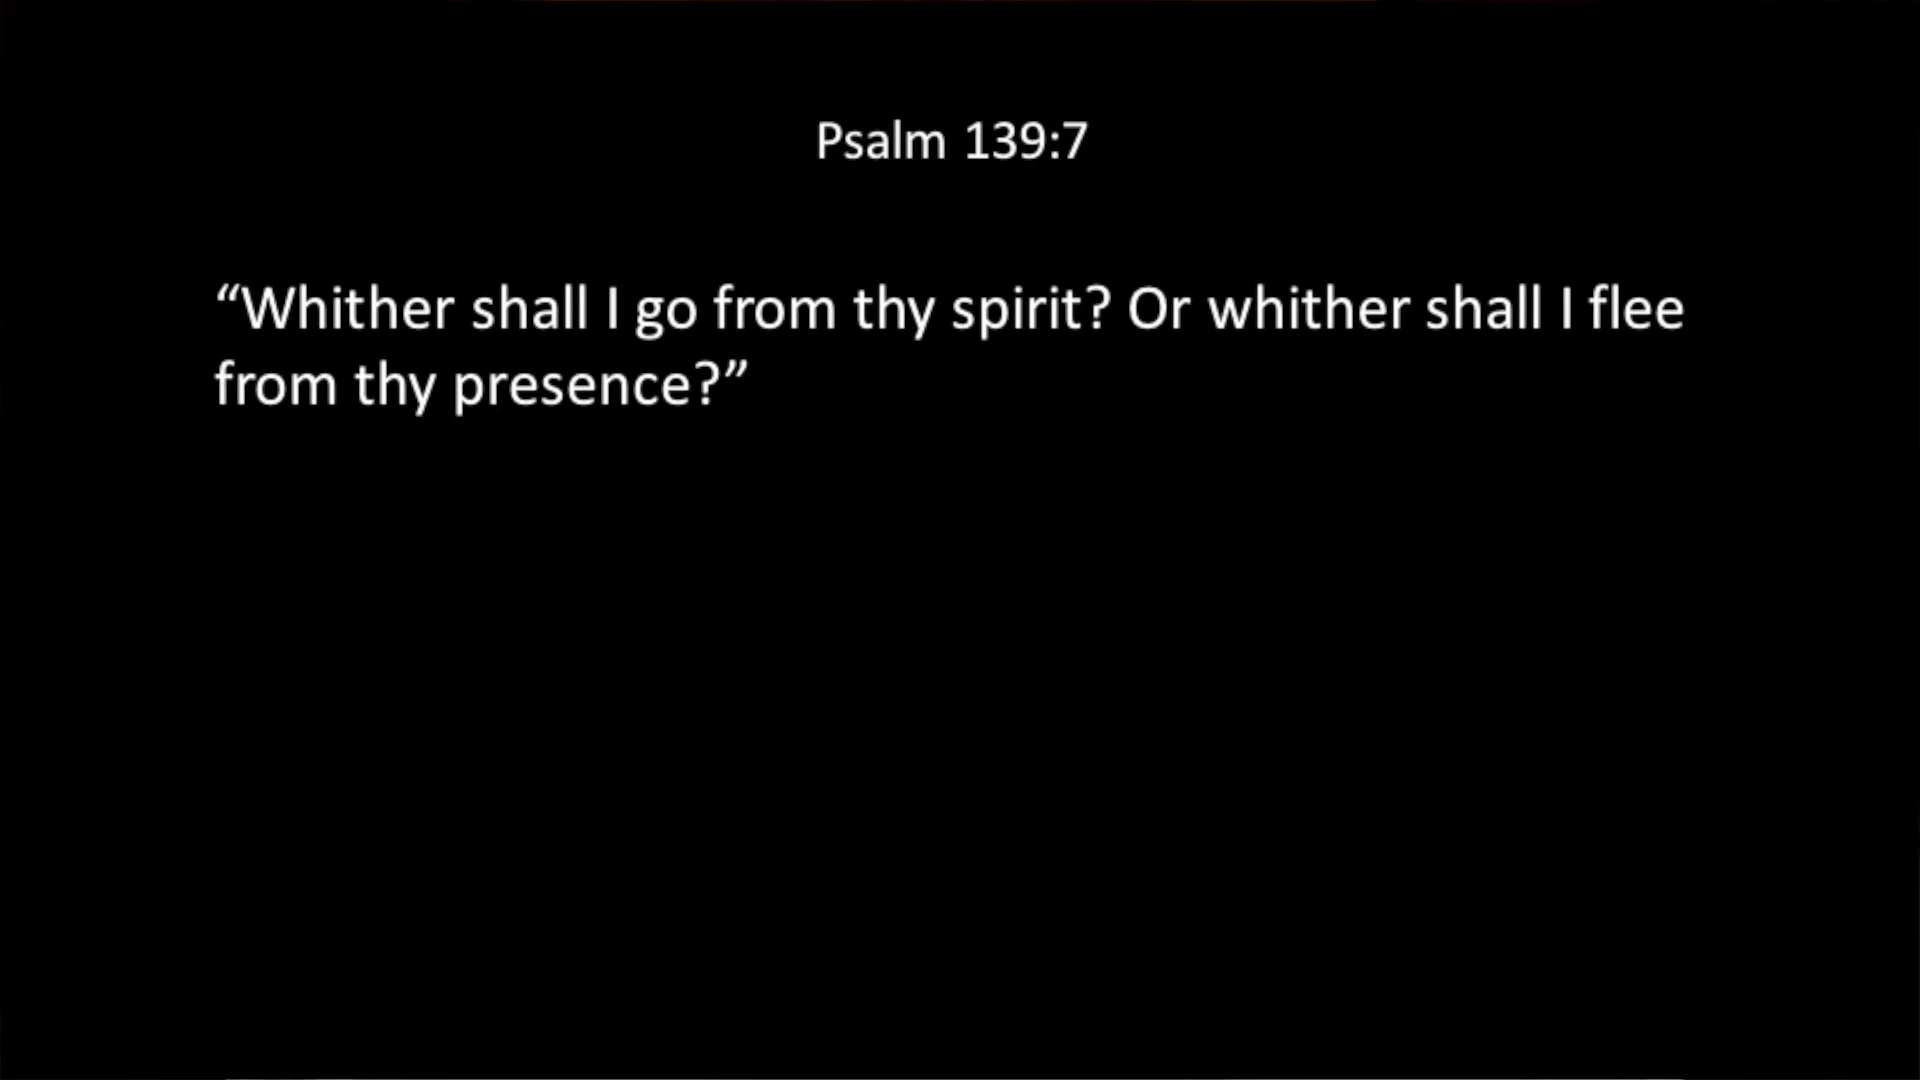 Psalm 139:7
“Whither shall I go from thy spirit? Or whither shall I flee
from thy presence?”